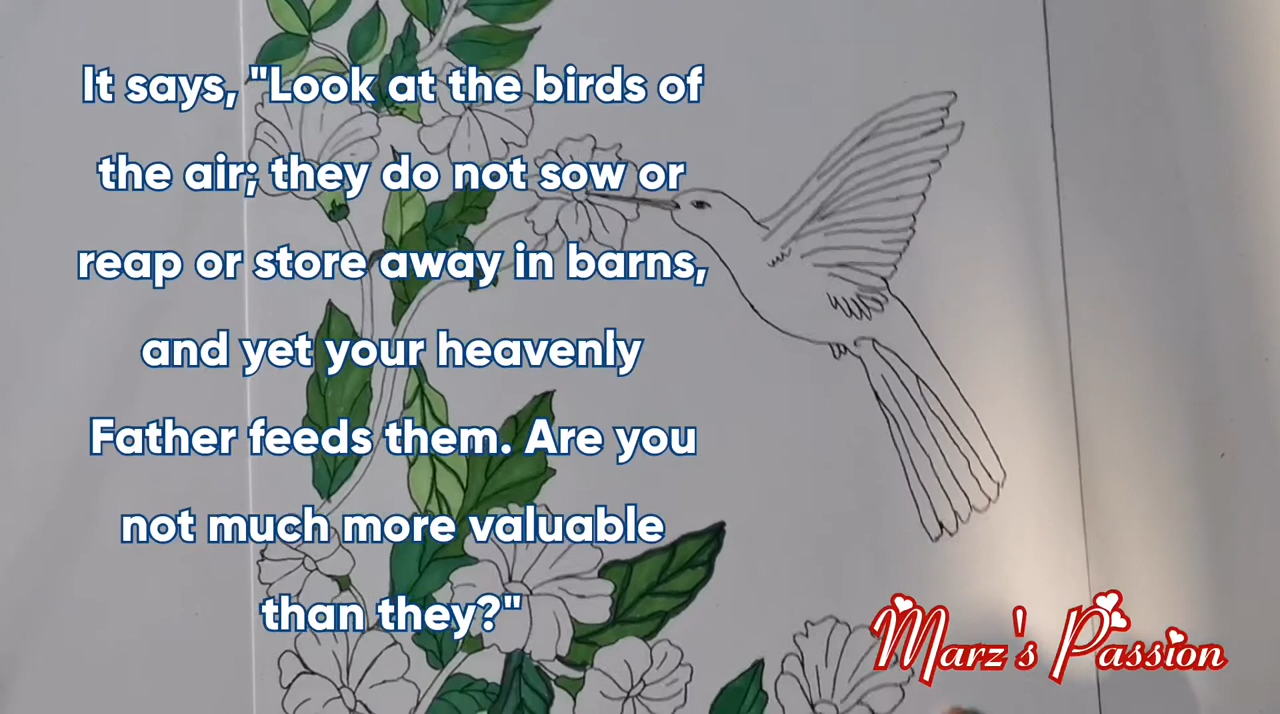 It says, "Look at the birds of
the air; they do not sow or
reap or store away in barns,
and yet your heavenly
Father feeds them. Are you
not much more valuable
than they?"
Marz's Passion